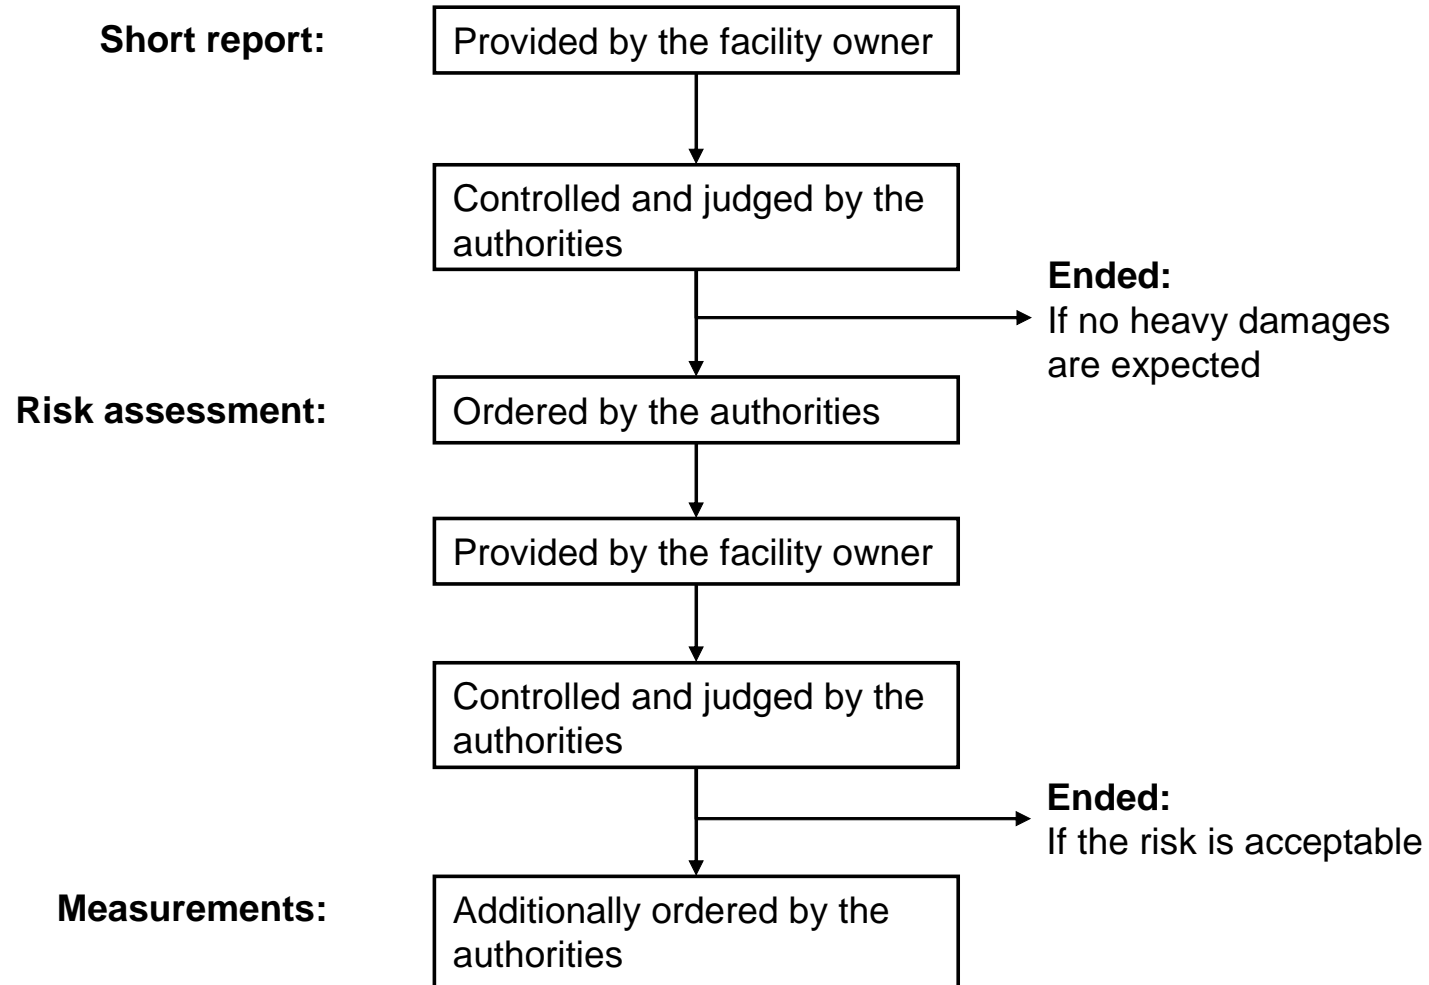 Short report:
Provided by the facility owner
Controlled and judged by the
authorities
Ended:
If no heavy damages
are expected
Risk assessment:
Ordered by the authorities
Provided by the facility owner
Controlled and judged by the
authorities
Ended:
If the risk is acceptable
Measurements:
Additionally ordered by the
authorities